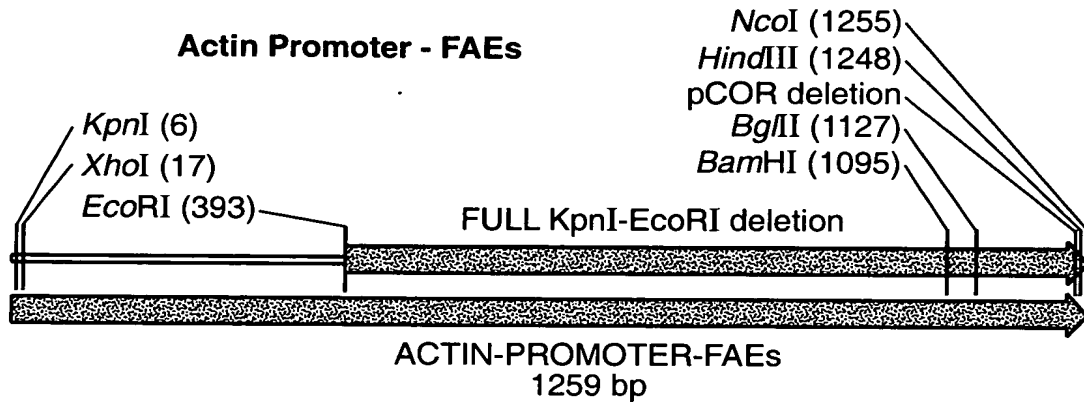 Actin Promoter - FAEs
NcoI (1255)
HindIII (1248)
pCOR deletion
BglII (1127)
BamHI (1095)
KpnI (6)
XhoI (17)
EcoRI (393)
FULL KpnI-EcoRI deletion
ACTIN-PROMOTER-FAEs
1259 bp